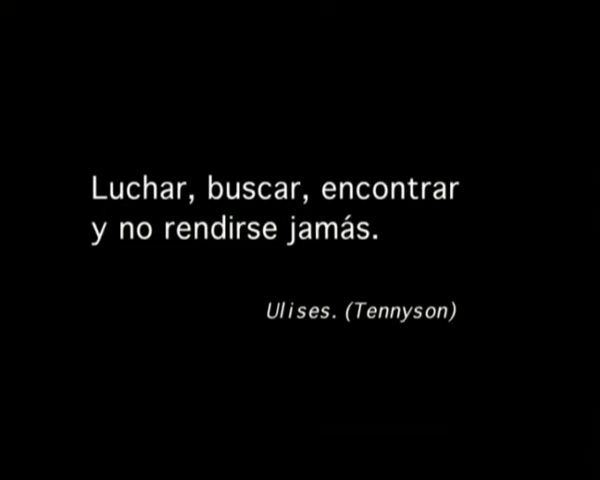 Luchar, buscar, encontrar
y no rendirse jamás.
Ulises. (Tennyson)